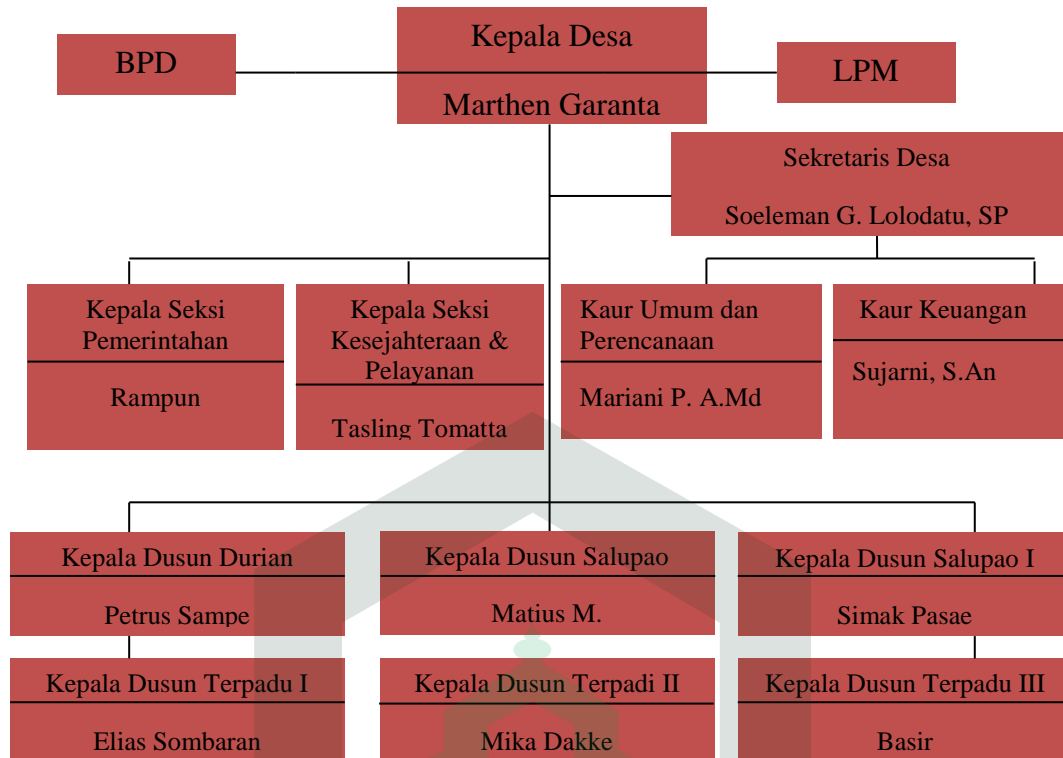 BPD
Kepala Desa
Marthen Garanta
LPM
Sekretaris Desa
Soeleman G. Lolodatu, SP
Kepala Seksi
Pemerintahan
Rampun
Kepala Seksi
Kesejahteraan &
Pelayanan
Tasling Tomatta
Kaur Umum dan
Perencanaan
Mariani P. A.Md
Kaur Keuangan
Sujarni, S.An
Kepala Dusun Durian
Petrus Sampe
Kepala Dusun Salupao
Matius M.
Kepala Dusun Salupao I
Simak Pasae
Kepala Dusun Terpadu I
Elias Sombaran
Kepala Dusun Terpadi II
Mika Dakke
Kepala Dusun Terpadu III
Basir